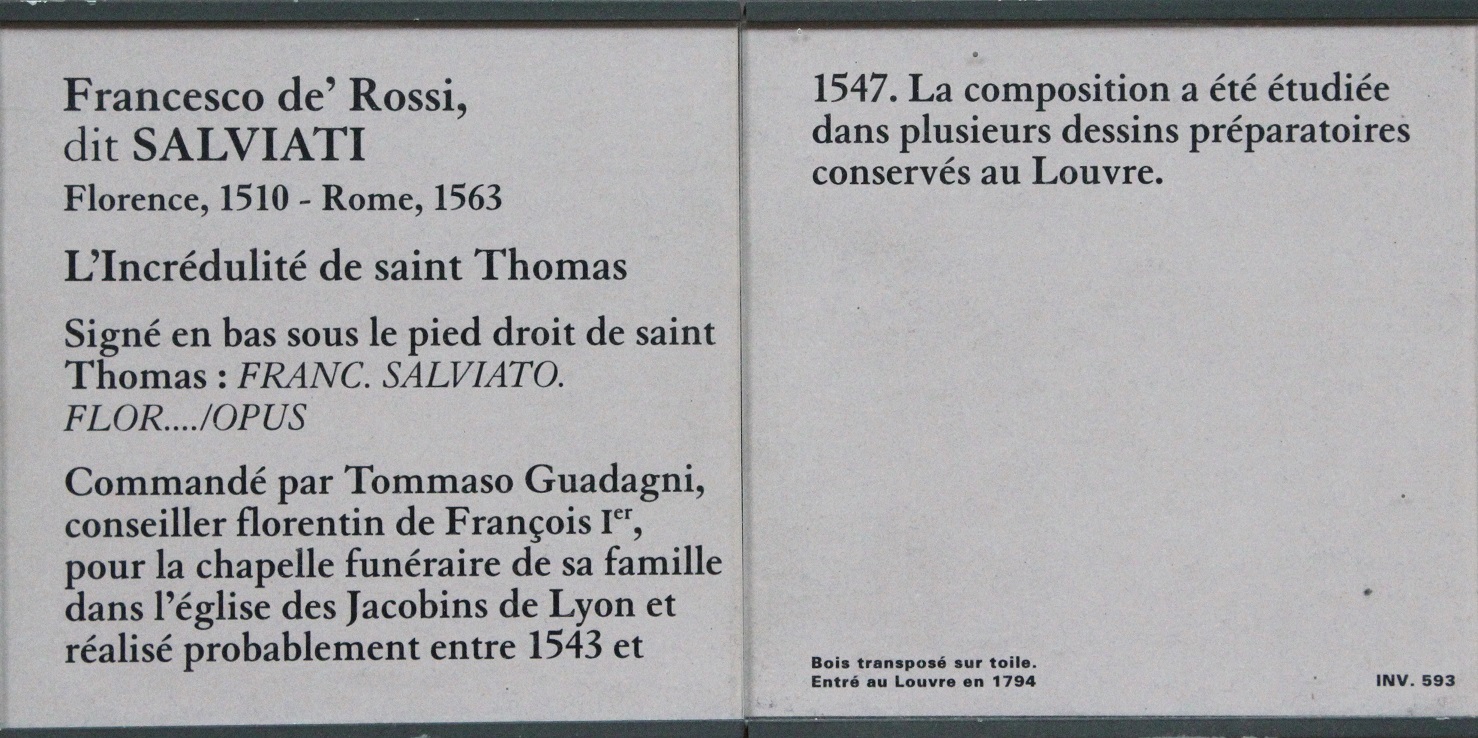 Francesco de’ Rossi,
dit SALVIATI
Florence, 1510 - Rome, 1563
L’Incrédulité de saint Thomas
Signé en bas sous le pied droit de saint
Thomas : FRANC. SALVIATO.
FLOR..../OPUS
Commandé par Tommaso Guadagni,
conseiller florentin de François Ier,
pour la chapelle funéraire de sa famille
dans l’église des Jacobins de Lyon et
réalisé probablement entre 1543 et
1547. La composition a été étudiée
dans plusieurs dessins préparatoires
conservés au Louvre.
Bois transposé sur toile.
Entré au Louvre en 1794
INV. 593